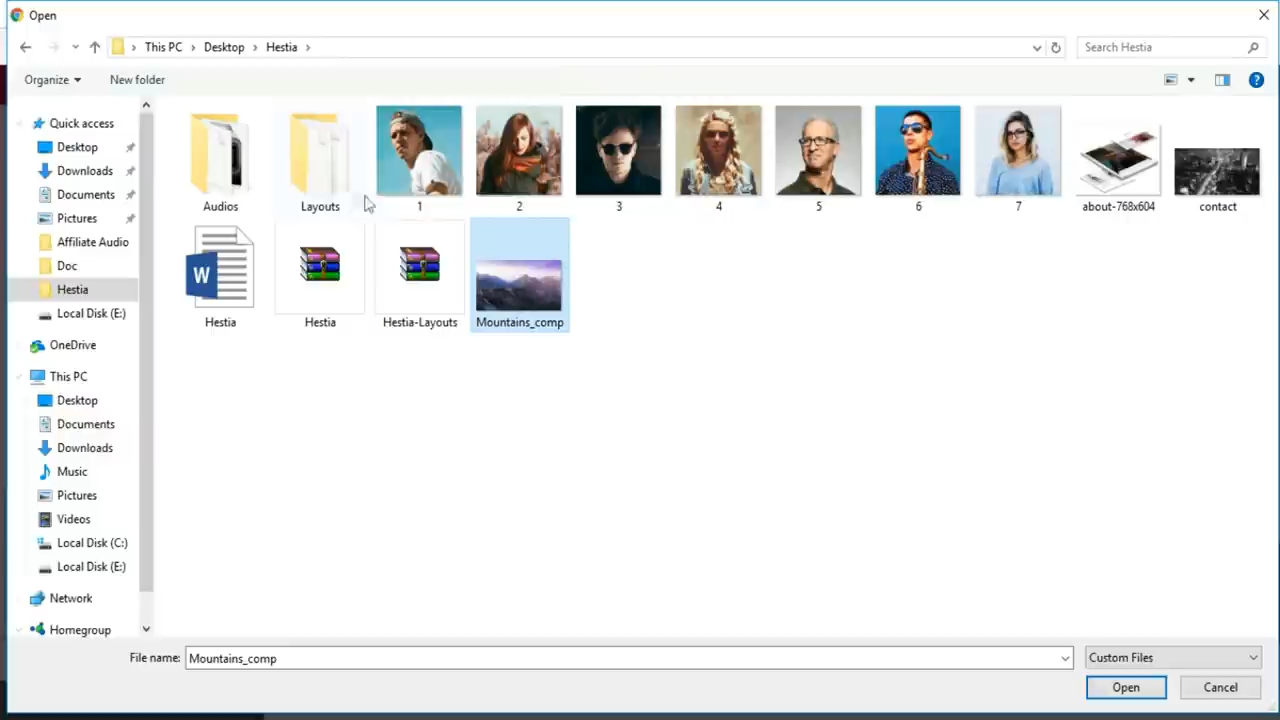 Open
This PC Desktop Hestia
Search Hestia
Organize New folder
Quick access
Desktop
Downloads
Documents
Pictures
Affiliate Audio
Doc
Hestia
Local Disk (E:)
OneDrive
This PC
Desktop
Documents
Downloads
Music
Pictures
Videos
Local Disk (C:)
Local Disk (E:)
Network
Homegroup
Audios Layouts 1 2 3 4 5 6 7 about-768x604 contact
W
Hestia Hestia Hestia-Layouts Mountains_comp
File name: Mountains_comp Custom Files
Open Cancel